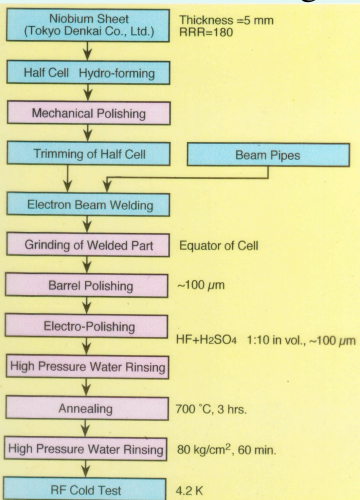 Niobium Sheet
(Tokyo Denkai Co., Ltd.)
Thickness =5 mm
RRR=180
Half Cell Hydro-forming
Mechanical Polishing
Trimming of Half Cell
Beam Pipes
Electron Beam Welding
Grinding of Welded Part
Equator of Cell
Barrel Polishing
~100 µm
Electro-Polishing
HF+H2SO4 1:10 in vol., ~100 µm
High Pressure Water Rinsing
Annealing
700 °C, 3 hrs.
High Pressure Water Rinsing
80 kg/cm², 60 min.
RF Cold Test
4.2 K